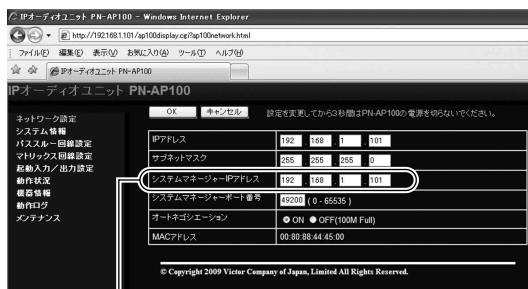 IPオーディオユニット PN-AP100 - Windows Internet Explorer
http://192.168.1.101/ap100display.cgi?ap100network.html
ファイル(F) 編集(E) 表示(V) お気に入り(A) ツール(T) ヘルプ(H)
IPオーディオユニット PN-AP100
IPオーディオユニット PN-AP100
OK キャンセル 設定を変更してから3秒間はPN-AP100の電源を切らないでください。
ネットワーク設定
システム情報
パススルー回線設定
マトリックス回線設定
起動入力／出力設定
動作状況
機器情報
動作ログ
メンテナンス
IPアドレス 192 . 168 . 1 . 101
サブネットマスク 255 . 255 . 255 . 0
システムマネージャーIPアドレス 192 . 168 . 1 . 101
システムマネージャーポート番号 49200 ( 0 - 65535 )
オートネゴシエーション ON OFF(100M Full)
MACアドレス 00:80:88:44:45:00
© Copyright 2009 Victor Company of Japan, Limited All Rights Reserved.